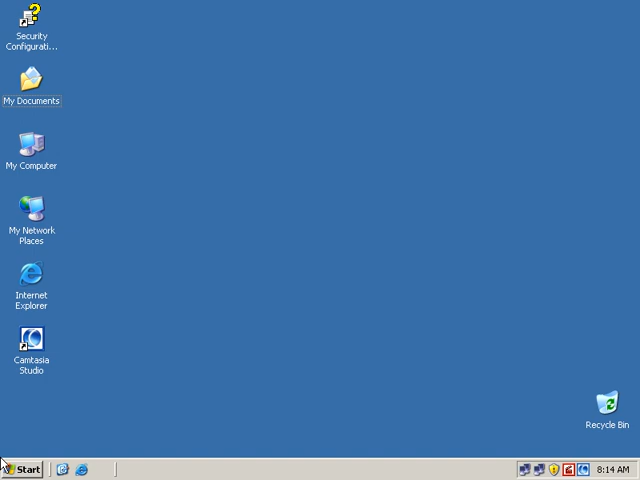 Security
Configurati...
My Documents
My Computer
My Network
Places
Internet
Explorer
Camtasia
Studio
Recycle Bin
Start
8:14 AM